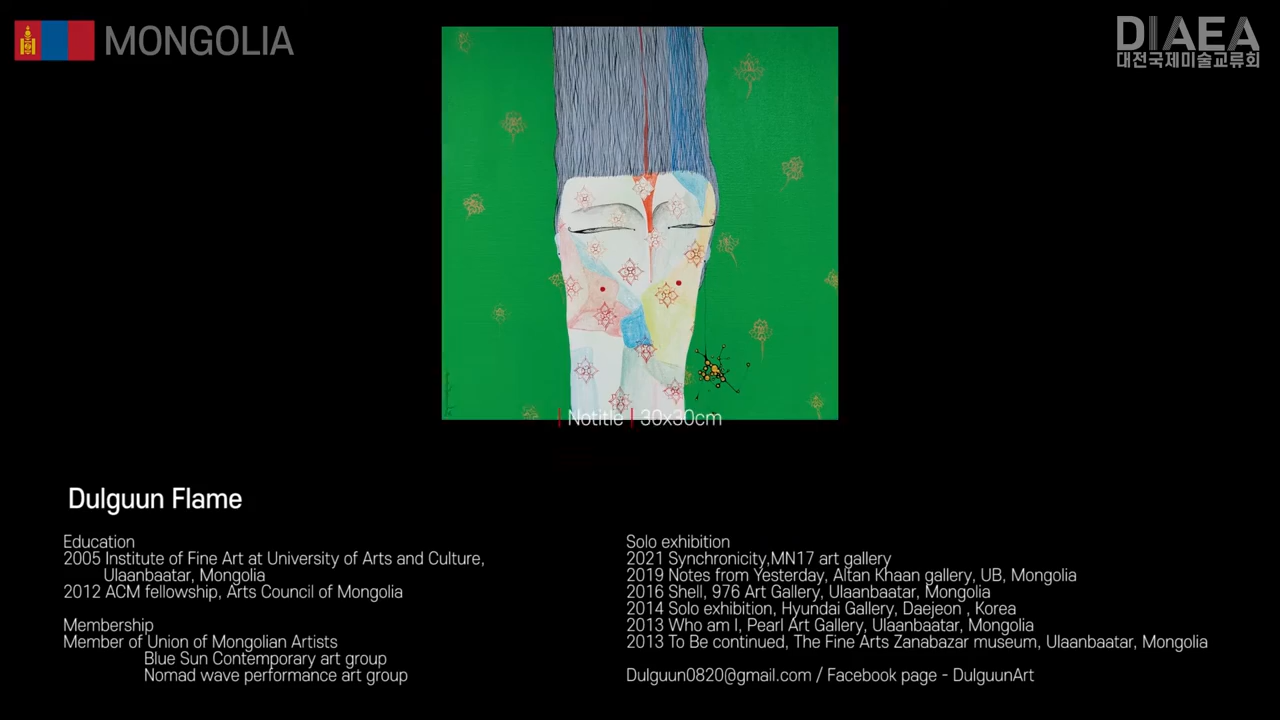 MONGOLIA
DIAEA
대전국제미술교류회
Notitle
30x30cm
Dulguun Flame
Education
2005 Institute of Fine Art at University of Arts and Culture,
Ulaanbaatar, Mongolia
2012 ACM fellowship, Arts Council of Mongolia
Membership
Member of Union of Mongolian Artists
Blue Sun Contemporary art group
Nomad wave performance art group
Solo exhibition
2021 Synchronicity,MN17 art gallery
2019 Notes from Yesterday, Altan Khaan gallery, UB, Mongolia
2016 Shell, 976 Art Gallery, Ulaanbaatar, Mongolia
2014 Solo exhibition, Hyundai Gallery, Daejeon , Korea
2013 Who am I, Pearl Art Gallery, Ulaanbaatar, Mongolia
2013 To Be continued, The Fine Arts Zanabazar museum, Ulaanbaatar, Mongolia
Dulguun0820@gmail.com / Facebook page - DulguunArt